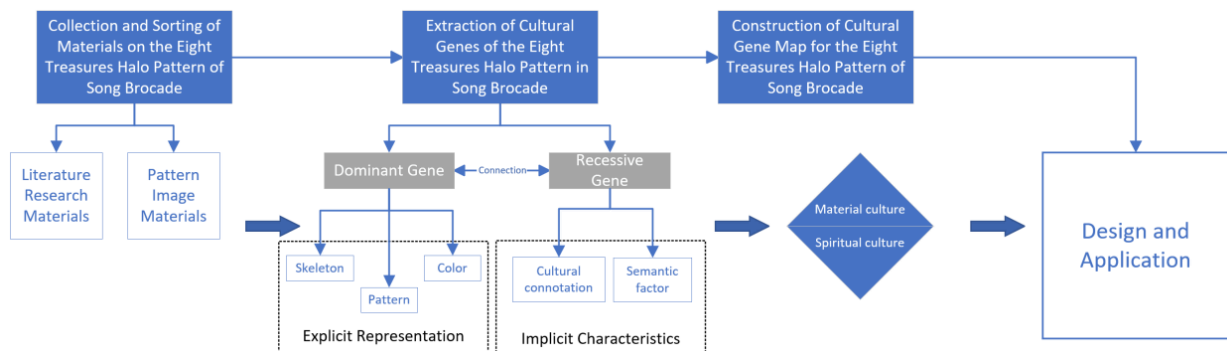 Collection and Sorting of
Materials on the Eight
Treasures Halo Pattern of
Song Brocade
Extraction of Cultural
Genes of the Eight
Treasures Halo Pattern in
Song Brocade
Construction of Cultural
Gene Map for the Eight
Treasures Halo Pattern of
Song Brocade
Literature
Research
Materials
Pattern
Image
Materials
Dominant Gene
Connection
Recessive
Gene
Skeleton
Pattern
Color
Explicit Representation
Cultural
connotation
Semantic
factor
Implicit Characteristics
Material culture
Spiritual culture
Design and
Application